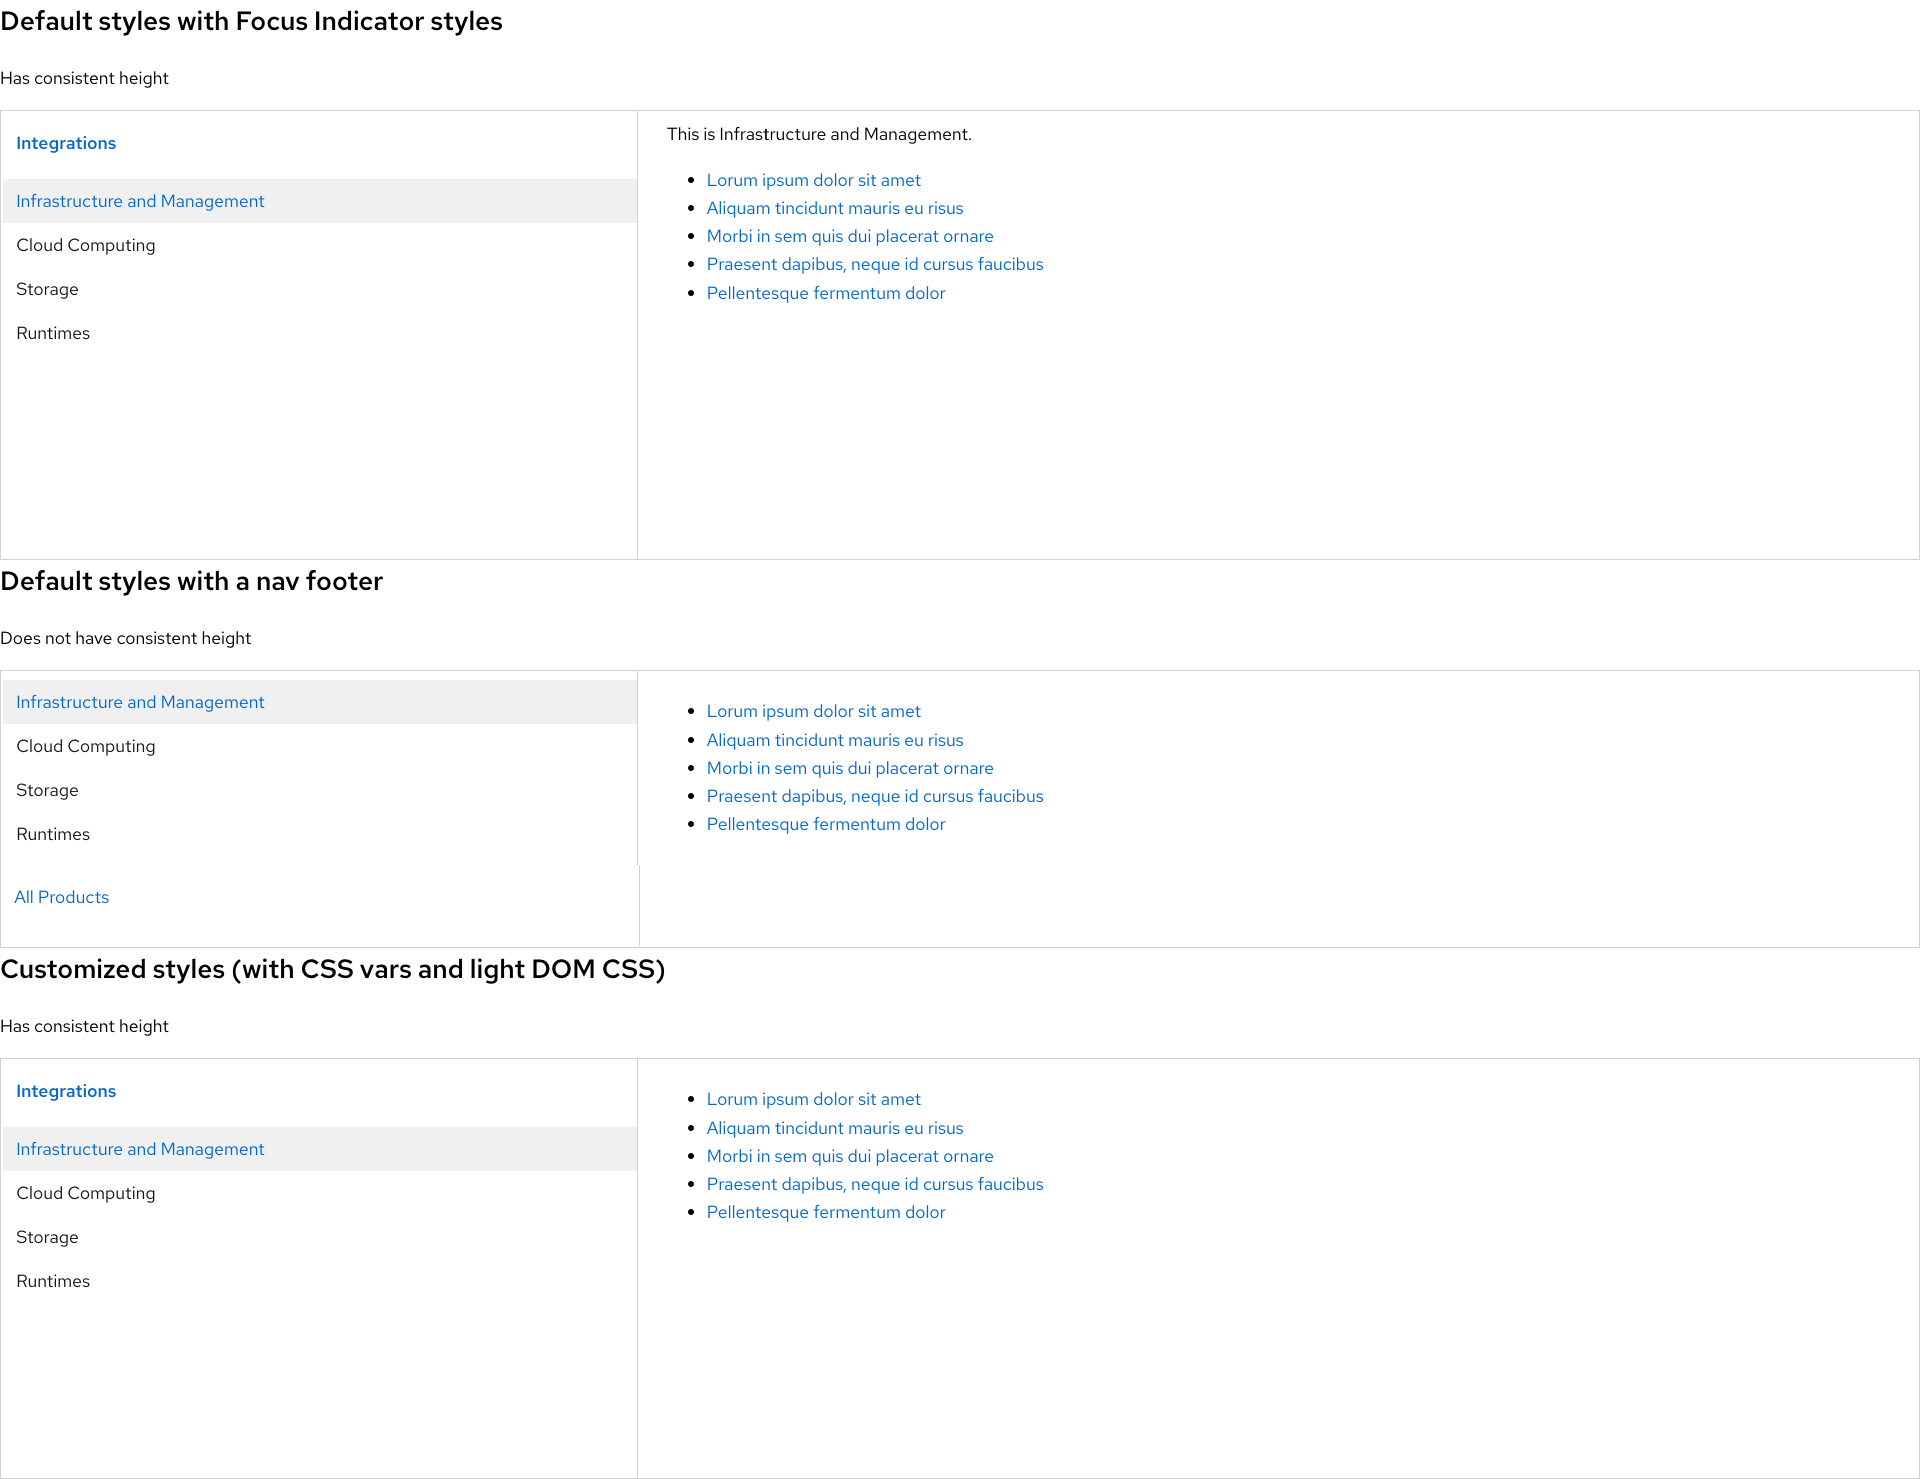 Default styles with Focus Indicator styles
Has consistent height
Integrations
Infrastructure and Management
Cloud Computing
Storage
Runtimes
This is Infrastructure and Management.
Lorum ipsum dolor sit amet
Aliquam tincidunt mauris eu risus
Morbi in sem quis dui placerat ornare
Praesent dapibus, neque id cursus faucibus
Pellentesque fermentum dolor
Default styles with a nav footer
Does not have consistent height
Infrastructure and Management
Cloud Computing
Storage
Runtimes
All Products
Lorum ipsum dolor sit amet
Aliquam tincidunt mauris eu risus
Morbi in sem quis dui placerat ornare
Praesent dapibus, neque id cursus faucibus
Pellentesque fermentum dolor
Customized styles (with CSS vars and light DOM CSS)
Has consistent height
Integrations
Infrastructure and Management
Cloud Computing
Storage
Runtimes
Lorum ipsum dolor sit amet
Aliquam tincidunt mauris eu risus
Morbi in sem quis dui placerat ornare
Praesent dapibus, neque id cursus faucibus
Pellentesque fermentum dolor